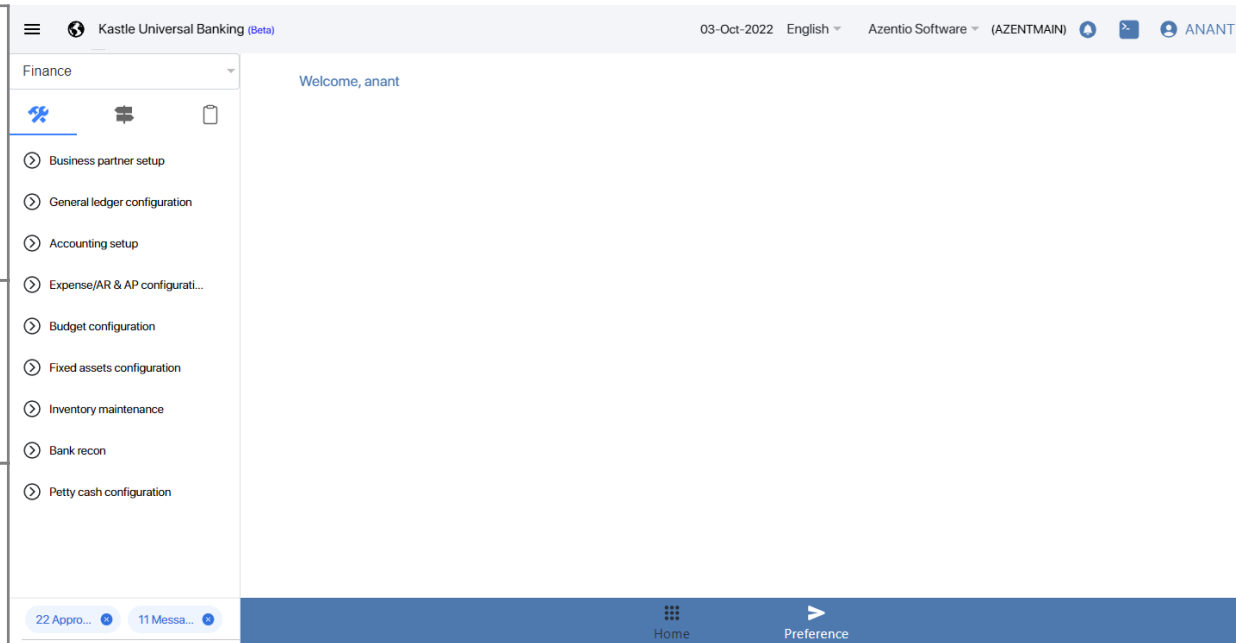 Kastle Universal Banking (Beta)
03-Oct-2022 English Azentio Software (AZENTMAIN) ANANT
Finance
Welcome, anant
Business partner setup
General ledger configuration
Accounting setup
Expense/AR & AP configurati...
Budget configuration
Fixed assets configuration
Inventory maintenance
Bank recon
Petty cash configuration
22 Appro... 11 Messa...
Home Preference